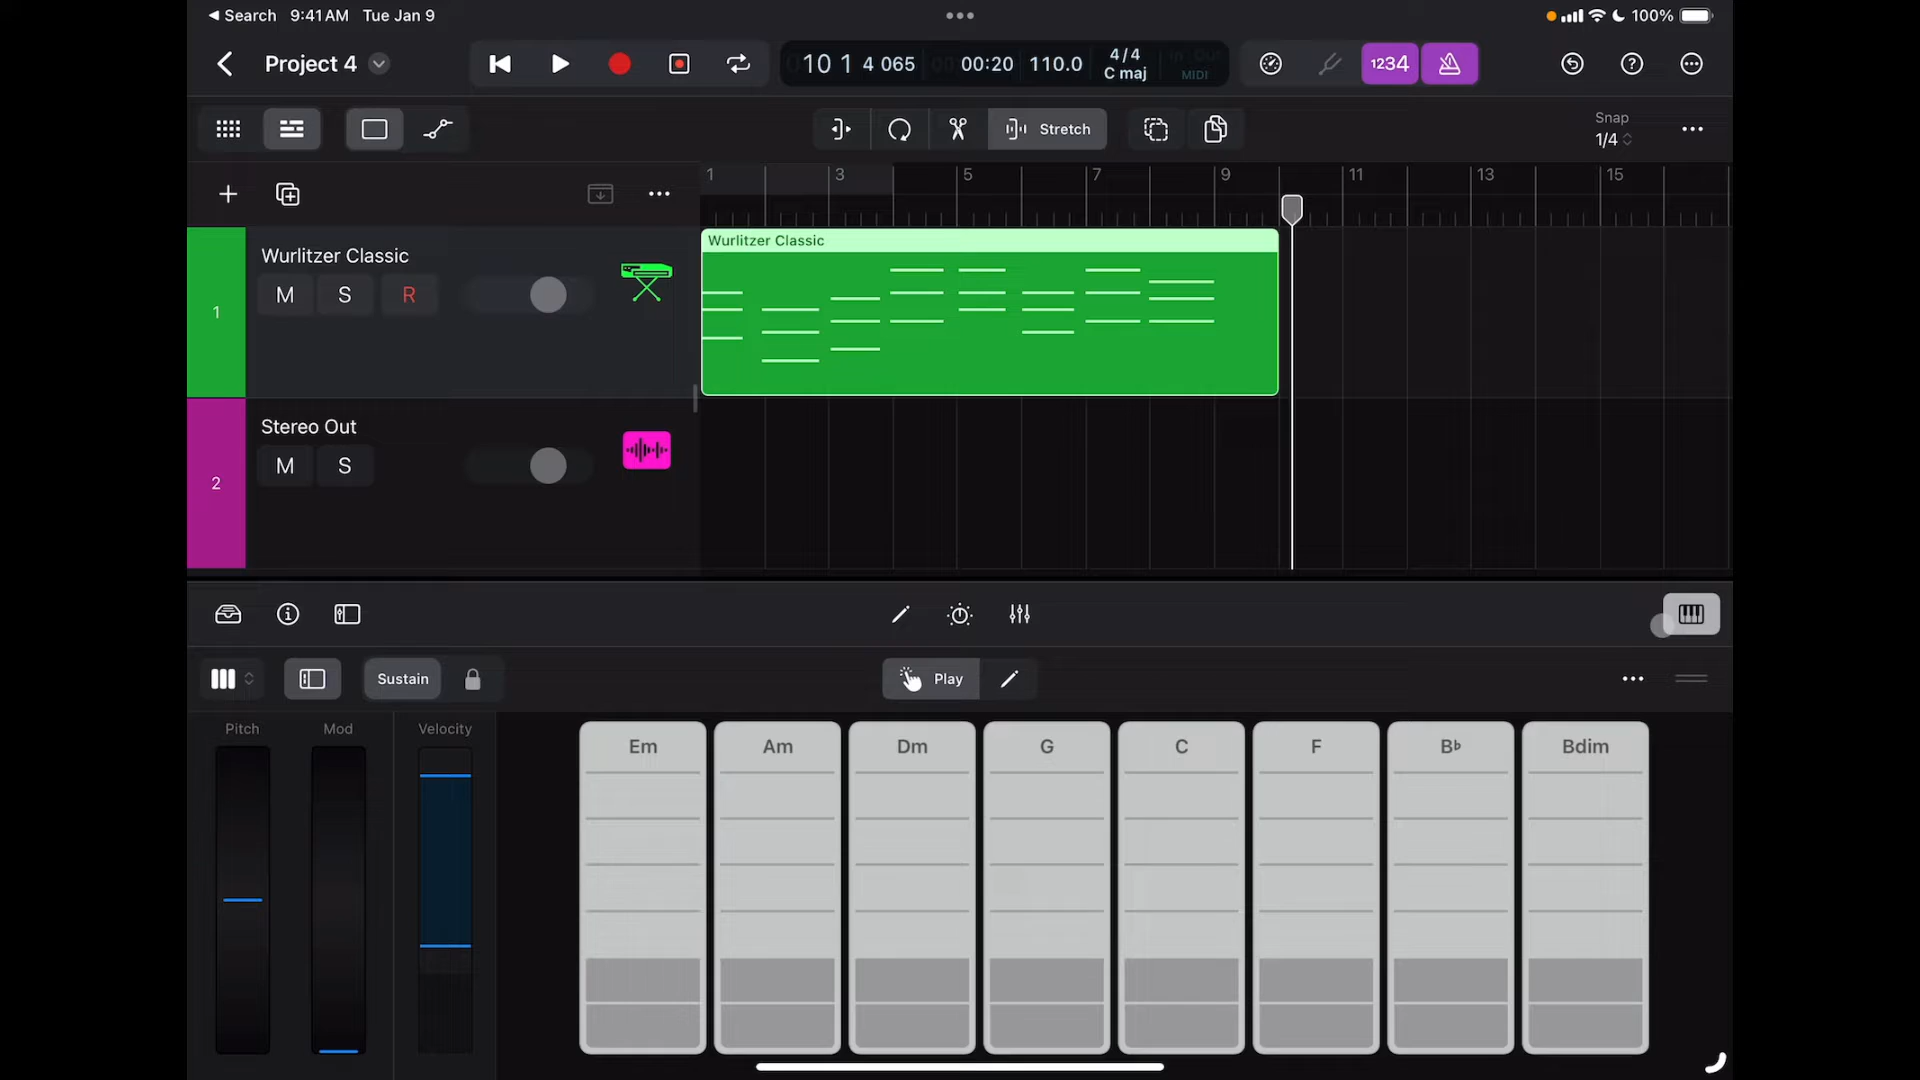 ◀ Search 9:41 AM Tue Jan 9
100%
Project 4
10 1 4 065 00:20 110.0 4/4 C maj In Out MIDI
1234
Stretch
Snap
1/4
1 3 5 7 9 11 13 15
Wurlitzer Classic
1
Wurlitzer Classic
M S R
2
Stereo Out
M S
Sustain
Play
Pitch Mod Velocity
Em Am Dm G C F B♭ Bdim